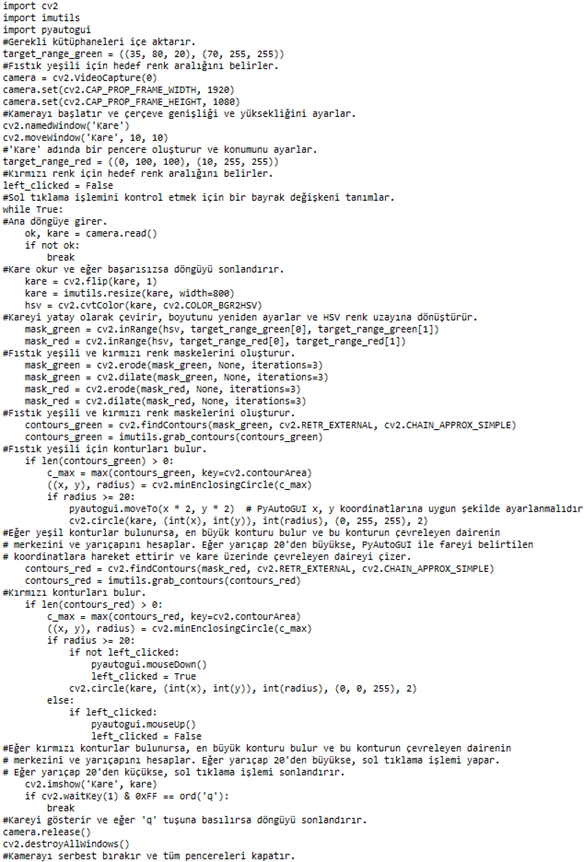 import cv2
import imutils
import pyautogui
#Gerekli kütüphaneleri içe aktarır.
target_range_green = ((35, 80, 20), (70, 255, 255))
#Fıstık yeşili için hedef renk aralığını belirler.
camera = cv2.VideoCapture(0)
camera.set(cv2.CAP_PROP_FRAME_WIDTH, 1920)
camera.set(cv2.CAP_PROP_FRAME_HEIGHT, 1080)
#Kamerayı başlatır ve çerçeve genişliği ve yüksekliğini ayarlar.
cv2.namedWindow('Kare')
cv2.moveWindow('Kare', 10, 10)
#'Kare' adında bir pencere oluşturur ve konumunu ayarlar.
target_range_red = ((0, 100, 100), (10, 255, 255))
#Kırmızı renk için hedef renk aralığını belirler.
left_clicked = False
#Sol tıklama işlemini kontrol etmek için bir bayrak değişkeni tanımlar.
while True:
#Ana döngüye girer.
    ok, kare = camera.read()
    if not ok:
        break
#Kare okur ve eğer başarısızsa döngüyü sonlandırır.
    kare = cv2.flip(kare, 1)
    kare = imutils.resize(kare, width=800)
    hsv = cv2.cvtColor(kare, cv2.COLOR_BGR2HSV)
#Kareyi yatay olarak çevirir, boyutunu yeniden ayarlar ve HSV renk uzayına dönüştürür.
    mask_green = cv2.inRange(hsv, target_range_green[0], target_range_green[1])
    mask_red = cv2.inRange(hsv, target_range_red[0], target_range_red[1])
#Fıstık yeşili ve kırmızı renk maskelerini oluşturur.
    mask_green = cv2.erode(mask_green, None, iterations=3)
    mask_green = cv2.dilate(mask_green, None, iterations=3)
    mask_red = cv2.erode(mask_red, None, iterations=3)
    mask_red = cv2.dilate(mask_red, None, iterations=3)
#Fıstık yeşili ve kırmızı renk maskelerini oluşturur.
    contours_green = cv2.findContours(mask_green, cv2.RETR_EXTERNAL, cv2.CHAIN_APPROX_SIMPLE)
    contours_green = imutils.grab_contours(contours_green)
#Fıstık yeşili için konturları bulur.
    if len(contours_green) > 0:
        c_max = max(contours_green, key=cv2.contourArea)
        ((x, y), radius) = cv2.minEnclosingCircle(c_max)
        if radius >= 20:
            pyautogui.moveTo(x * 2, y * 2)  # PyAutoGUI x, y koordinatlarına uygun şekilde ayarlanmalıdır
            cv2.circle(kare, (int(x), int(y)), int(radius), (0, 255, 255), 2)
#Eğer yeşil konturlar bulunursa, en büyük konturu bulur ve bu konturun çevreleyen dairenin
# merkezini ve yarıçapını hesaplar. Eğer yarıçap 20'den büyükse, PyAutoGUI ile fareyi belirtilen
# koordinatlara hareket ettirir ve kare üzerinde çevreleyen daireyi çizer.
    contours_red = cv2.findContours(mask_red, cv2.RETR_EXTERNAL, cv2.CHAIN_APPROX_SIMPLE)
    contours_red = imutils.grab_contours(contours_red)
#Kırmızı konturları bulur.
    if len(contours_red) > 0:
        c_max = max(contours_red, key=cv2.contourArea)
        ((x, y), radius) = cv2.minEnclosingCircle(c_max)
        if radius >= 20:
            if not left_clicked:
                pyautogui.mouseDown()
                left_clicked = True
            cv2.circle(kare, (int(x), int(y)), int(radius), (0, 0, 255), 2)
        else:
            if left_clicked:
                pyautogui.mouseUp()
                left_clicked = False
#Eğer kırmızı konturlar bulunursa, en büyük konturu bulur ve bu konturun çevreleyen dairenin
# merkezini ve yarıçapını hesaplar. Eğer yarıçap 20'den büyükse, sol tıklama işlemi yapar.
# Eğer yarıçap 20'den küçükse, sol tıklama işlemi sonlandırır.
    cv2.imshow('Kare', kare)
    if cv2.waitKey(1) & 0xFF == ord('q'):
        break
#Kareyi gösterir ve eğer 'q' tuşuna basılırsa döngüyü sonlandırır.
camera.release()
cv2.destroyAllWindows()
#Kamerayı serbest bırakır ve tüm pencereleri kapatır.